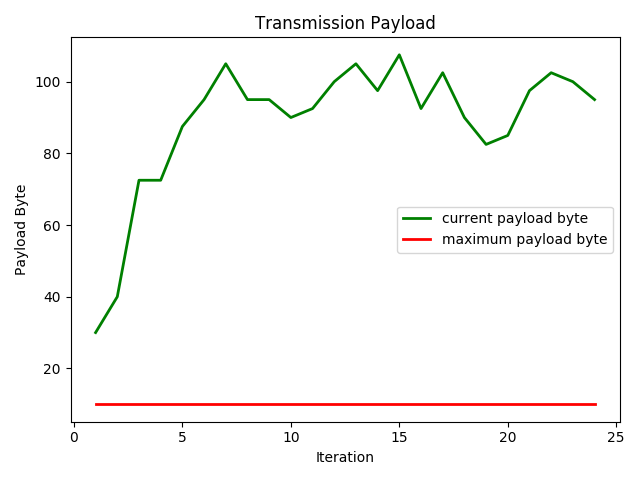 Transmission Payload
Payload Byte
100
80
60
40
20
current payload byte
maximum payload byte
0 5 10 15 20 25
Iteration